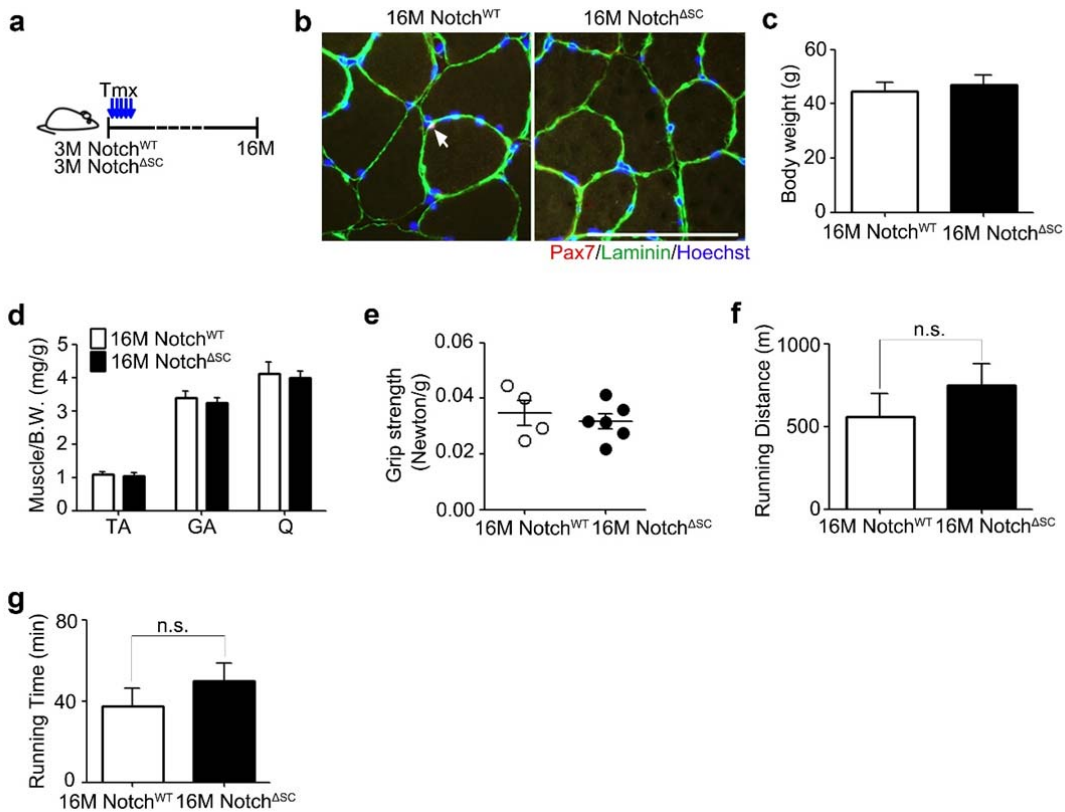 a
Tmx
3M Notch^WT
3M Notch^ΔSC
16M
b
16M Notch^WT 16M Notch^ΔSC
Pax7/Laminin/Hoechst
c
Body weight (g)
60
40
20
0
16M Notch^WT 16M Notch^ΔSC
d
16M Notch^WT
16M Notch^ΔSC
Muscle/B.W. (mg/g)
5
4
3
2
1
0
TA GA Q
e
Grip strength
(Newton/g)
0.06
0.04
0.02
0.00
16M Notch^WT 16M Notch^ΔSC
f
n.s.
Running Distance (m)
1000
500
0
16M Notch^WT 16M Notch^ΔSC
g
n.s.
Running Time (min)
80
40
0
16M Notch^WT 16M Notch^ΔSC